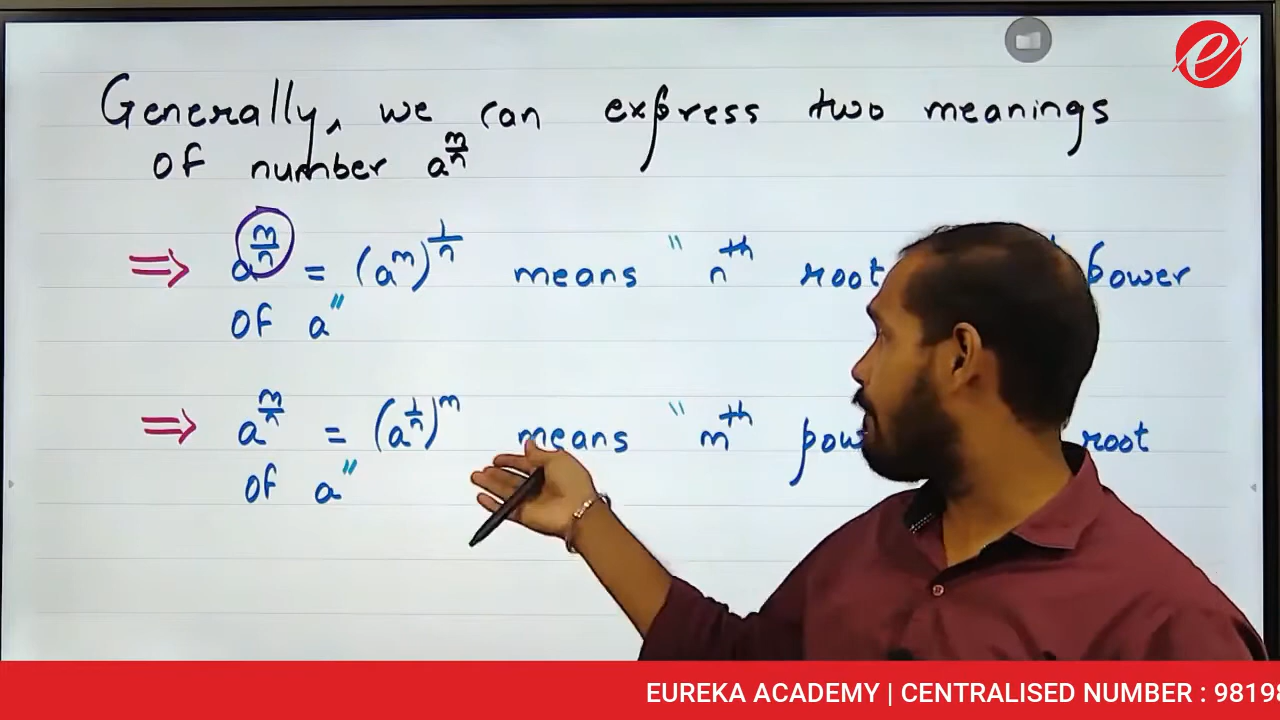 Generally, we can express two meanings
of number a^(m/n)
⇒ a^(m/n) = (a^m)^(1/n) means " n^th root power
of a"
⇒ a^(m/n) = (a^(1/n))^m means " m^th root
of a"
EUREKA ACADEMY | CENTRALISED NUMBER : 9819